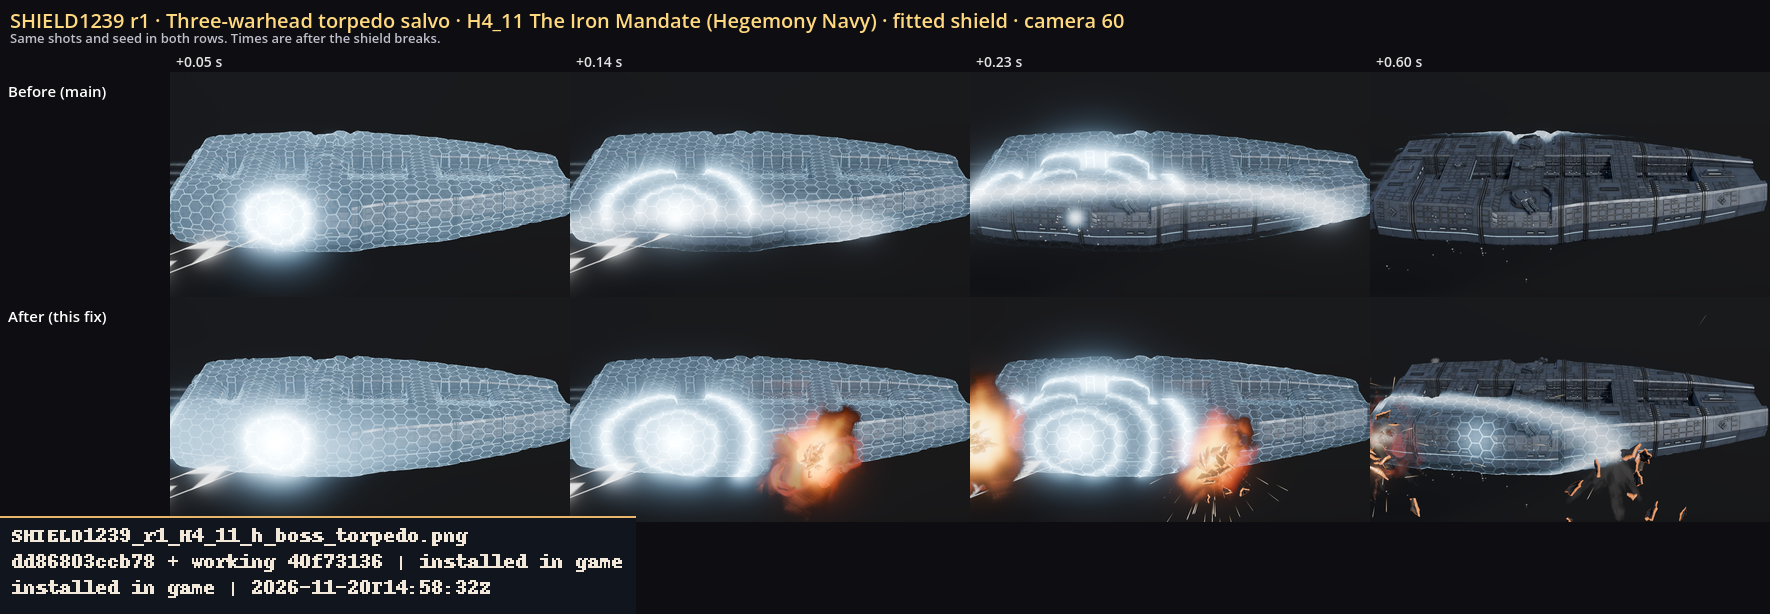 SHIELD1239 r1 · Three-warhead torpedo salvo · H4_11 The Iron Mandate (Hegemony Navy) · fitted shield · camera 60
Same shots and seed in both rows. Times are after the shield breaks.
+0.05 s
+0.14 s
+0.23 s
+0.60 s
Before (main)
After (this fix)
SHIELD1239_r1_H4_11_h_boss_torpedo.png
dd86803ccb78 + working 40f73136 | installed in game
installed in game | 2026-11-20T14:58:32Z